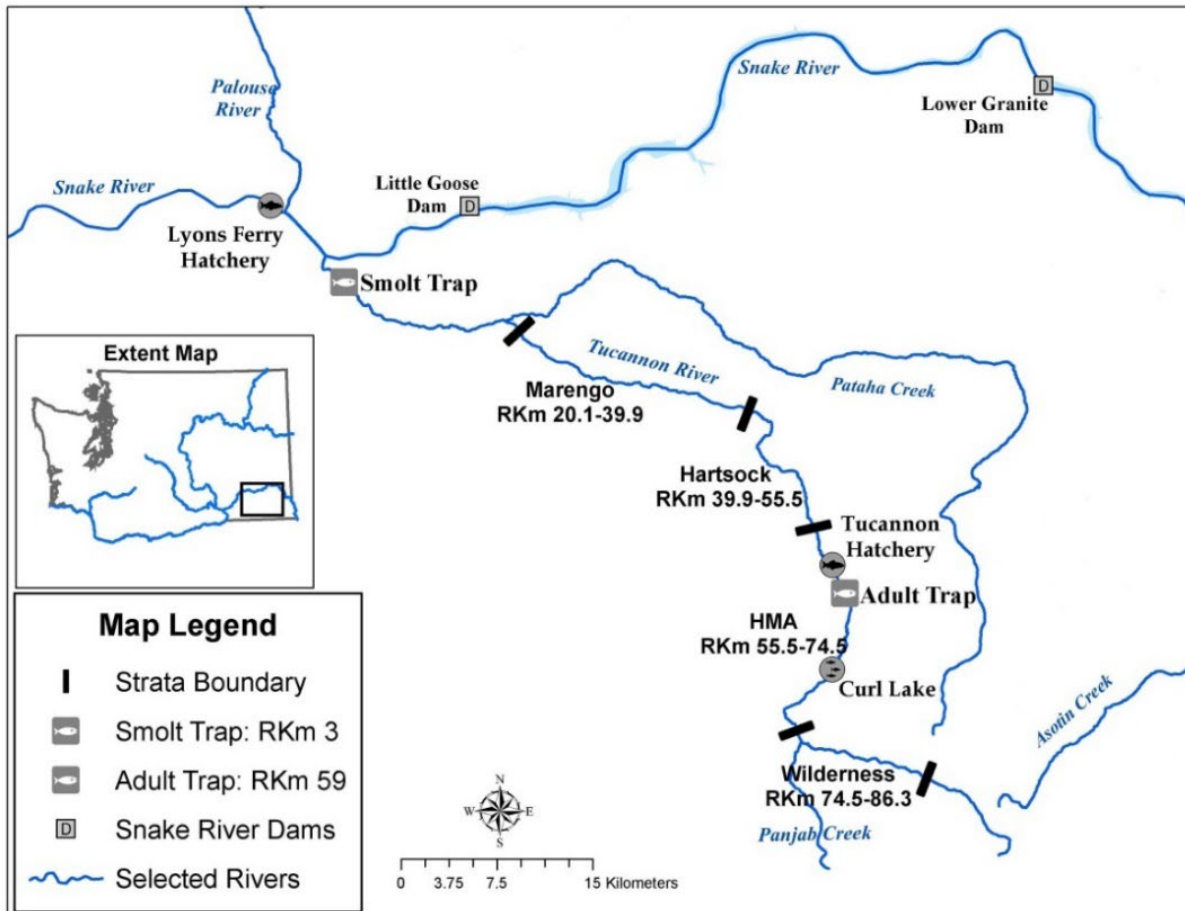 Palouse
River
Snake River
Lower Granite
Dam
D
Snake River
Little Goose
Dam
D
Lyons Ferry
Hatchery
Smolt Trap
Extent Map
Tucannon River
Pataha Creek
Marengo
RKm 20.1-39.9
Hartsock
RKm 39.9-55.5
Tucannon
Hatchery
Adult Trap
HMA
RKm 55.5-74.5
Curl Lake
Asotin Creek
Wilderness
RKm 74.5-86.3
Panjab Creek
Map Legend
Strata Boundary
Smolt Trap: RKm 3
Adult Trap: RKm 59
D Snake River Dams
Selected Rivers
N
W E
S
0 3.75 7.5 15 Kilometers